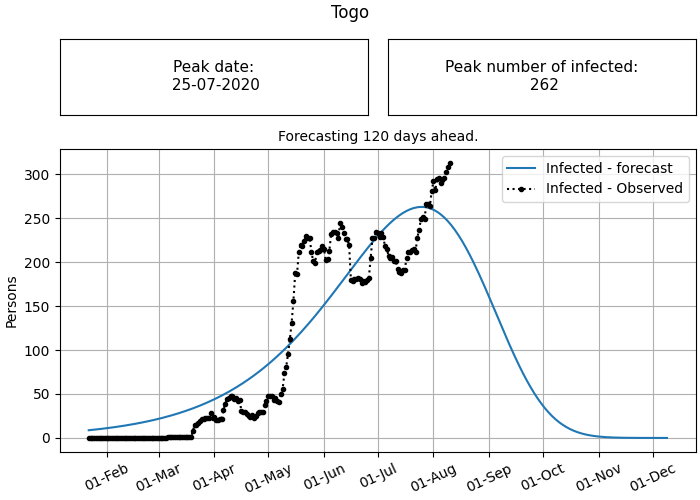 Togo
Peak date:
25-07-2020
Peak number of infected:
262
Forecasting 120 days ahead.
Infected - forecast
Infected - Observed
300
250
200
150
100
50
0
Persons
01-Feb
01-Mar
01-Apr
01-May
01-Jun
01-Jul
01-Aug
01-Sep
01-Oct
01-Nov
01-Dec